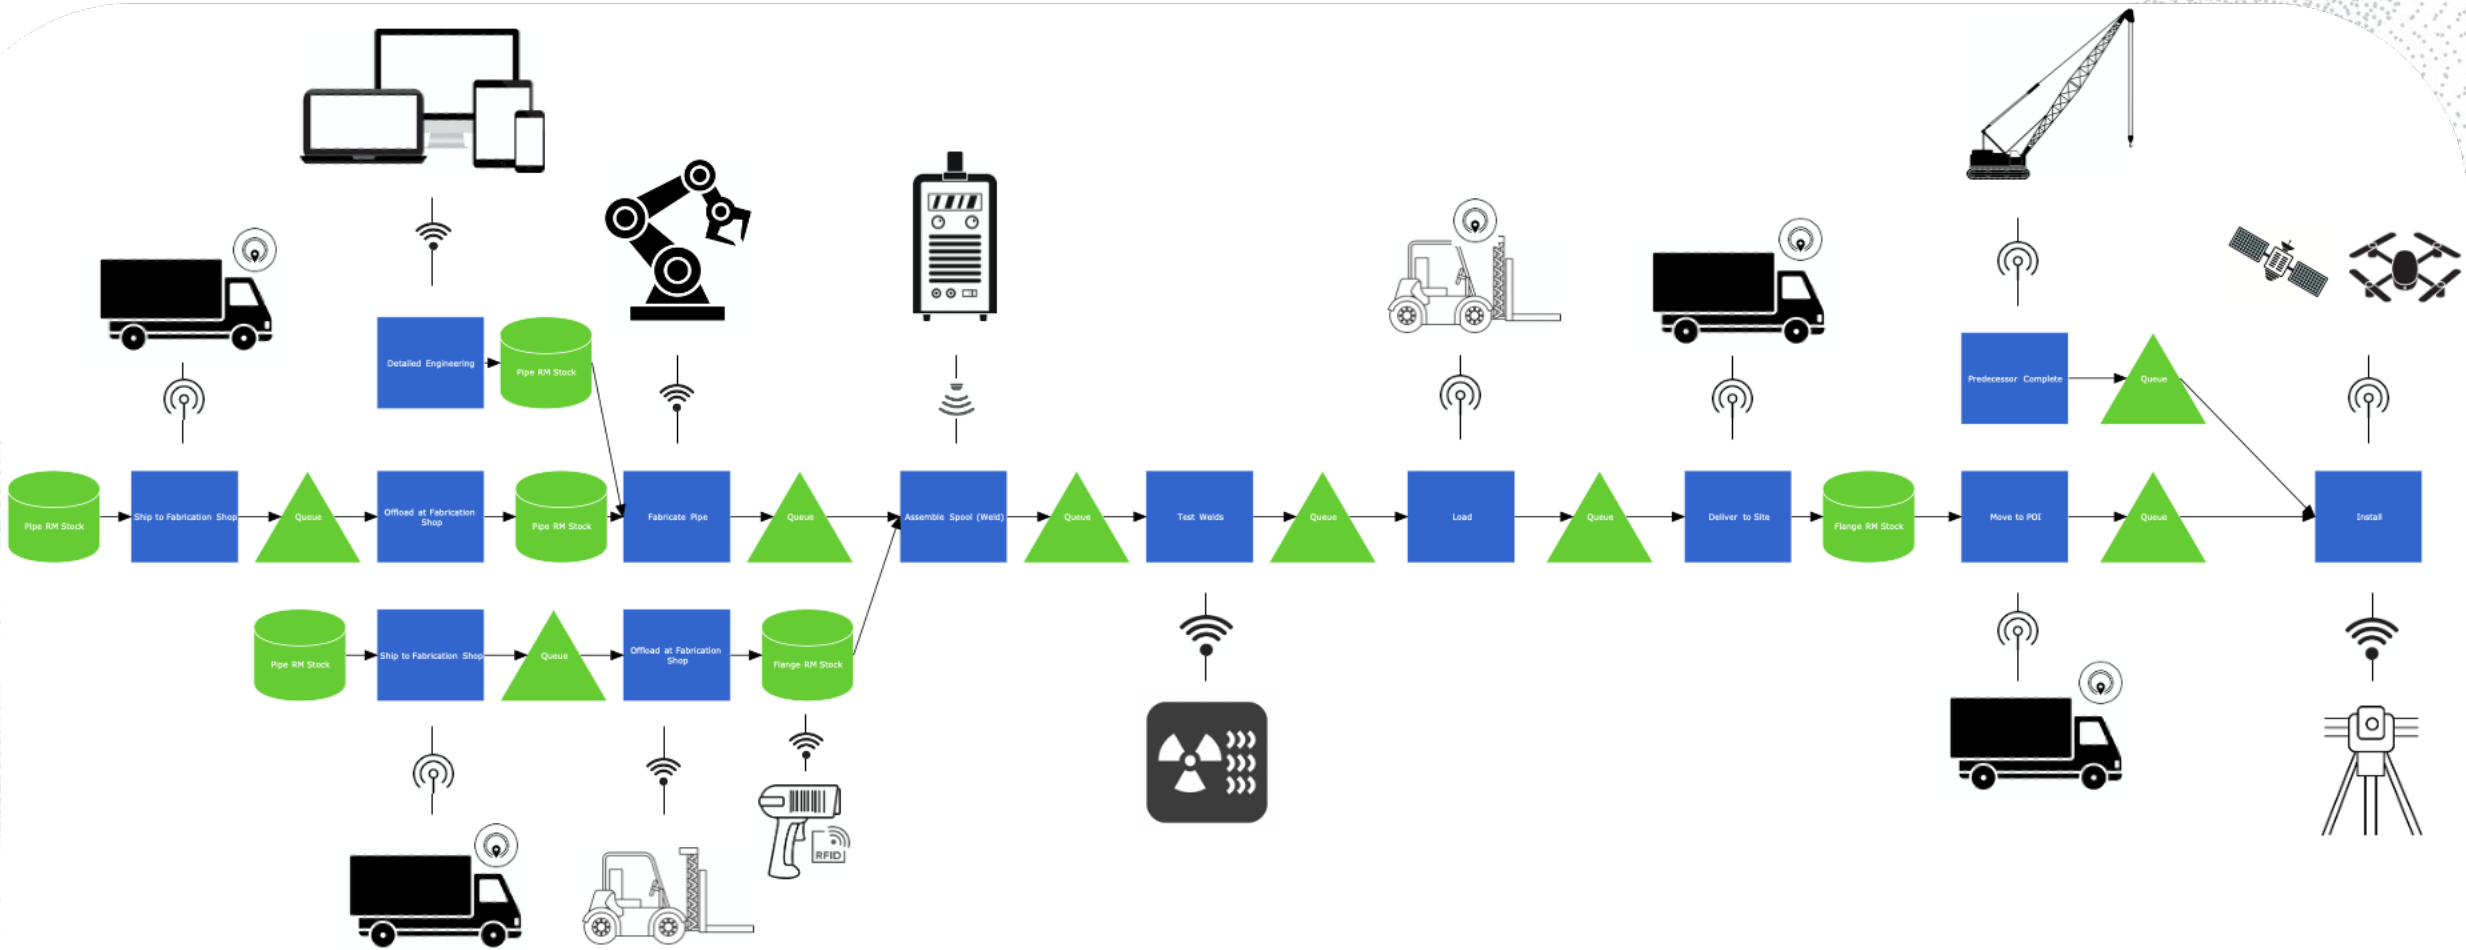 Detailed Engineering
Pipe RM Stock
Predecessor Complete
Queue
Pipe RM Stock
Ship to Fabrication Shop
Queue
Offload at Fabrication
Shop
Pipe RM Stock
Fabricate Pipe
Queue
Assemble Spool (Weld)
Queue
Test Welds
Queue
Load
Queue
Deliver to Site
Flange RM Stock
Move to POI
Queue
Install
Pipe RM Stock
Ship to Fabrication Shop
Queue
Offload at Fabrication
Shop
Flange RM Stock
RFID